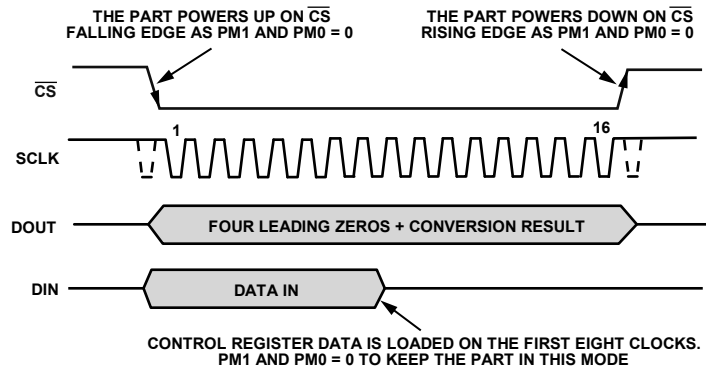 THE PART POWERS UP ON C̅S̅
FALLING EDGE AS PM1 AND PM0 = 0
THE PART POWERS DOWN ON C̅S̅
RISING EDGE AS PM1 AND PM0 = 0
C̅S̅
1
16
SCLK
DOUT
FOUR LEADING ZEROS + CONVERSION RESULT
DIN
DATA IN
CONTROL REGISTER DATA IS LOADED ON THE FIRST EIGHT CLOCKS.
PM1 AND PM0 = 0 TO KEEP THE PART IN THIS MODE